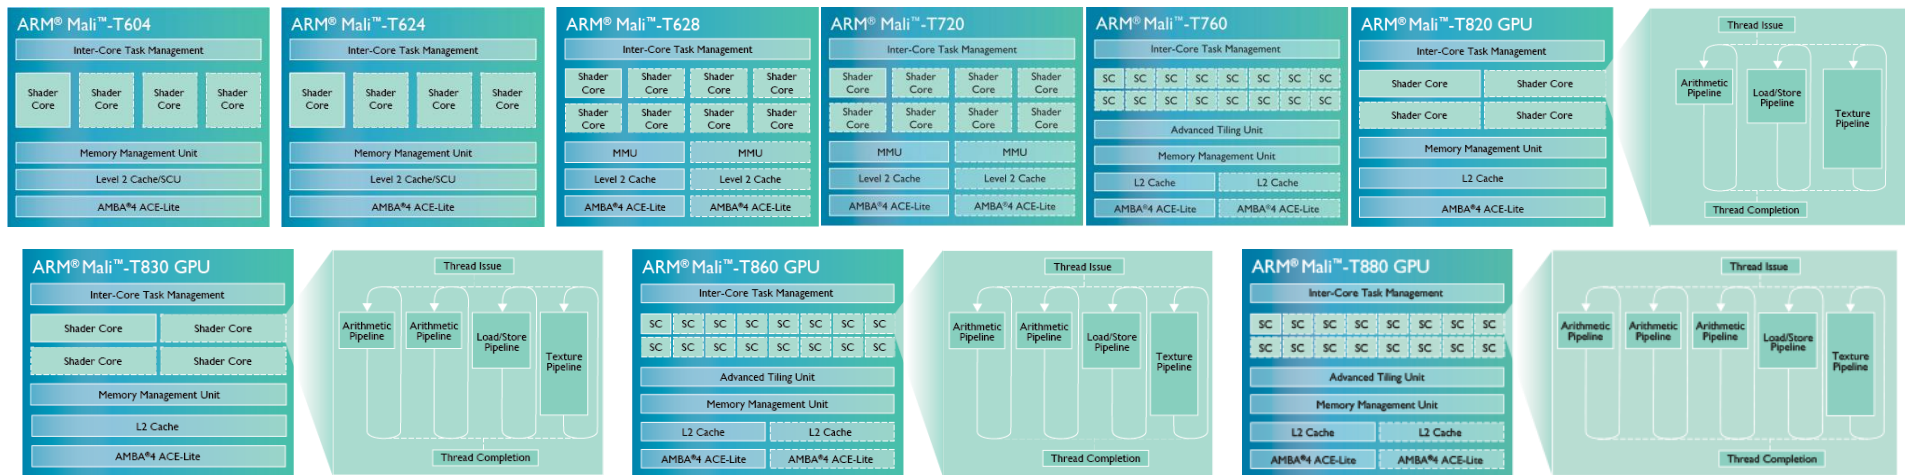 ARM® Mali™-T604
Inter-Core Task Management
Shader Core
Shader Core
Shader Core
Shader Core
Memory Management Unit
Level 2 Cache/SCU
AMBA®4 ACE-Lite
ARM® Mali™-T624
Inter-Core Task Management
Shader Core
Shader Core
Shader Core
Shader Core
Memory Management Unit
Level 2 Cache/SCU
AMBA®4 ACE-Lite
ARM® Mali™-T628
Inter-Core Task Management
Shader Core
Shader Core
Shader Core
Shader Core
Shader Core
Shader Core
Shader Core
Shader Core
MMU MMU
Level 2 Cache Level 2 Cache
AMBA®4 ACE-Lite AMBA®4 ACE-Lite
ARM® Mali™-T720
Inter-Core Task Management
Shader Core
Shader Core
Shader Core
Shader Core
Shader Core
Shader Core
Shader Core
Shader Core
MMU MMU
Level 2 Cache Level 2 Cache
AMBA®4 ACE-Lite AMBA®4 ACE-Lite
ARM® Mali™-T760
Inter-Core Task Management
SC SC SC SC SC SC SC SC
SC SC SC SC SC SC SC SC
Advanced Tiling Unit
Memory Management Unit
L2 Cache L2 Cache
AMBA®4 ACE-Lite AMBA®4 ACE-Lite
ARM® Mali™-T820 GPU
Inter-Core Task Management
Shader Core Shader Core
Shader Core Shader Core
Memory Management Unit
L2 Cache
AMBA®4 ACE-Lite
Thread Issue
Arithmetic Pipeline
Load/Store Pipeline
Texture Pipeline
Thread Completion
ARM® Mali™-T830 GPU
Inter-Core Task Management
Shader Core Shader Core
Shader Core Shader Core
Memory Management Unit
L2 Cache
AMBA®4 ACE-Lite
Thread Issue
Arithmetic Pipeline
Arithmetic Pipeline
Load/Store Pipeline
Texture Pipeline
Thread Completion
ARM® Mali™-T860 GPU
Inter-Core Task Management
SC SC SC SC SC SC SC SC
SC SC SC SC SC SC SC SC
Advanced Tiling Unit
Memory Management Unit
L2 Cache L2 Cache
AMBA®4 ACE-Lite AMBA®4 ACE-Lite
Thread Issue
Arithmetic Pipeline
Arithmetic Pipeline
Load/Store Pipeline
Texture Pipeline
Thread Completion
ARM® Mali™-T880 GPU
Inter-Core Task Management
SC SC SC SC SC SC SC SC
SC SC SC SC SC SC SC SC
Advanced Tiling Unit
Memory Management Unit
L2 Cache L2 Cache
AMBA®4 ACE-Lite AMBA®4 ACE-Lite
Thread Issue
Arithmetic Pipeline
Arithmetic Pipeline
Arithmetic Pipeline
Load/Store Pipeline
Texture Pipeline
Thread Completion